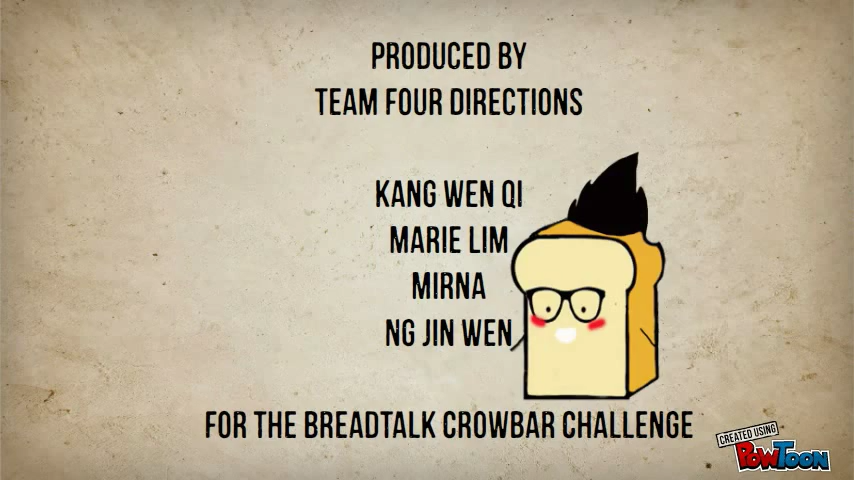 PRODUCED BY
TEAM FOUR DIRECTIONS
KANG WEN QI
MARIE LIM
MIRNA
NG JIN WEN
FOR THE BREADTALK CROWBAR CHALLENGE
CREATED USING
POWTOON